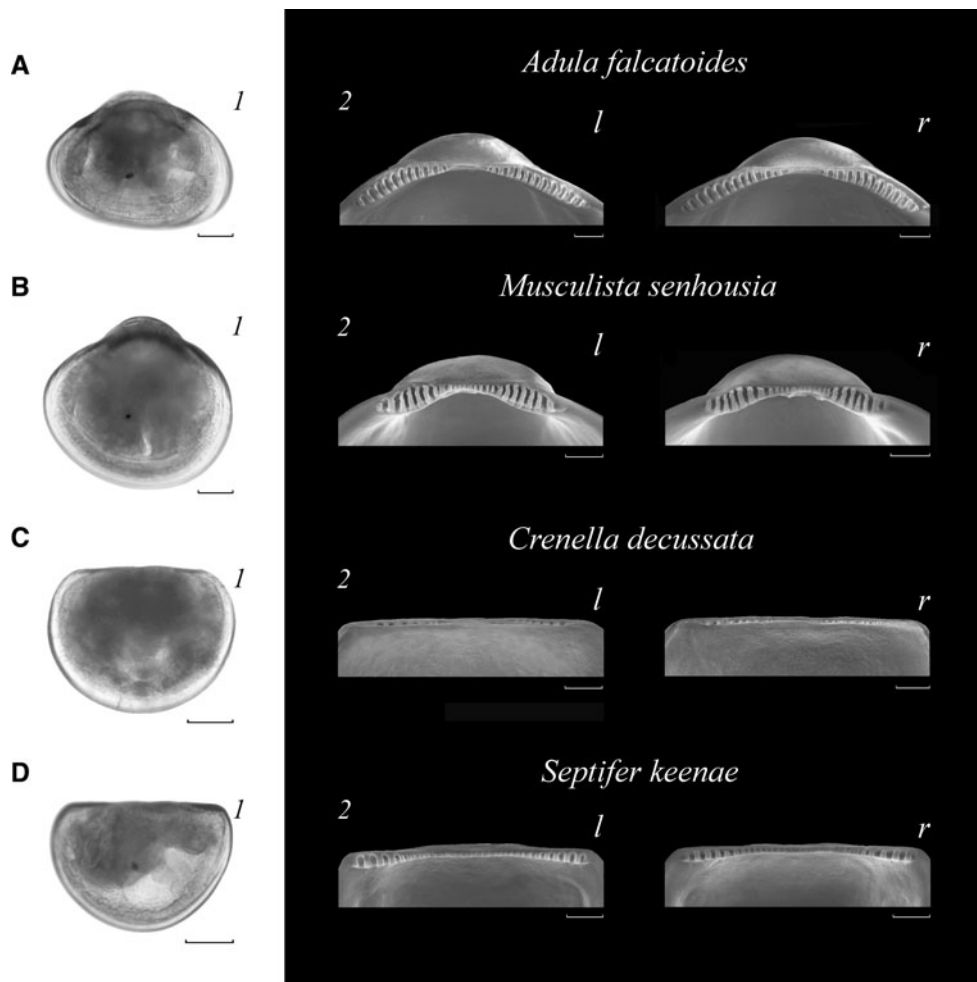 A
1
Adula falcatoides
2
l
r
B
1
Musculista senhousia
2
l
r
C
1
Crenella decussata
2
l
r
D
1
Septifer keenae
2
l
r